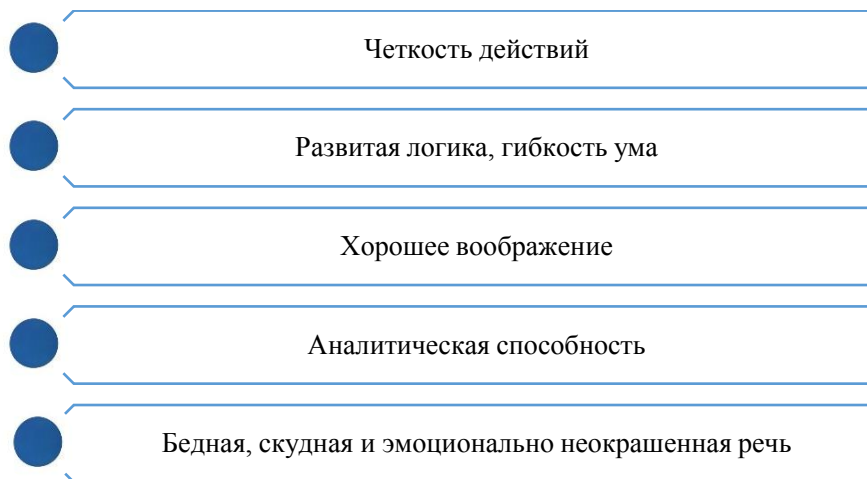 Четкость действий
Развитая логика, гибкость ума
Хорошее воображение
Аналитическая способность
Бедная, скудная и эмоционально неокрашенная речь